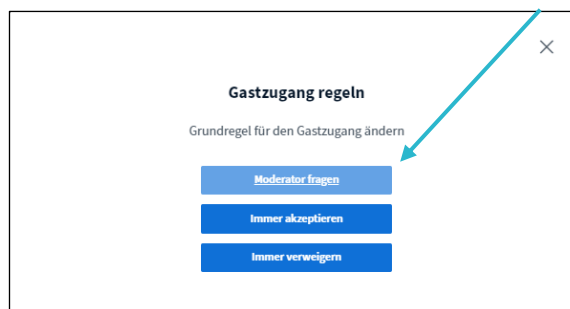 Gastzugang regeln
Grundregel für den Gastzugang ändern
Moderator fragen
Immer akzeptieren
Immer verweigern